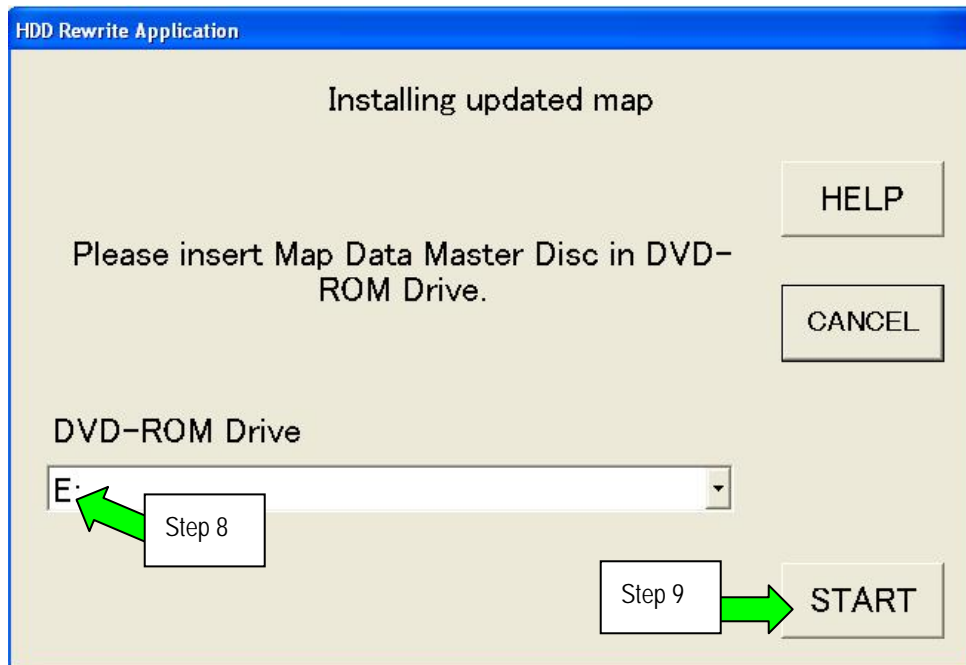 HDD Rewrite Application
Installing updated map
HELP
Please insert Map Data Master Disc in DVD-
ROM Drive.
CANCEL
DVD-ROM Drive
E:
Step 8
Step 9
START